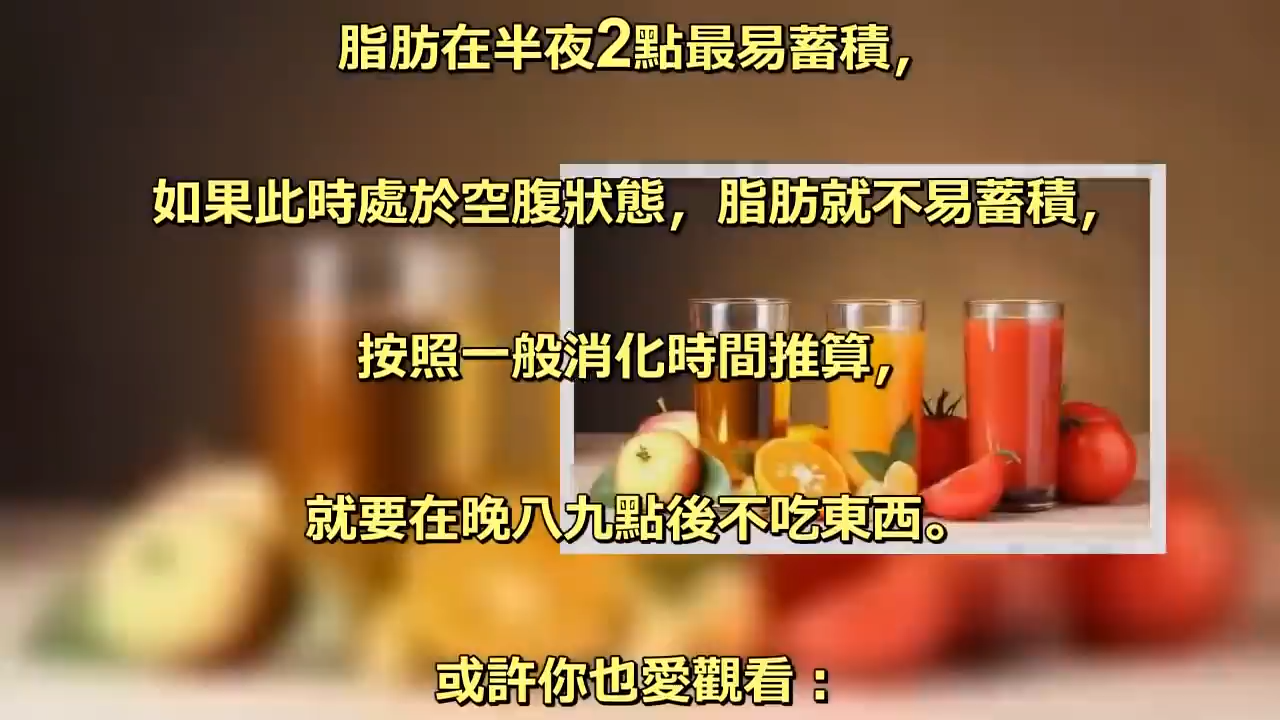 脂肪在半夜2點最易蓄積，
如果此時處於空腹狀態，脂肪就不易蓄積，
按照一般消化時間推算，
就要在晚八九點後不吃東西。
或許你也愛觀看：